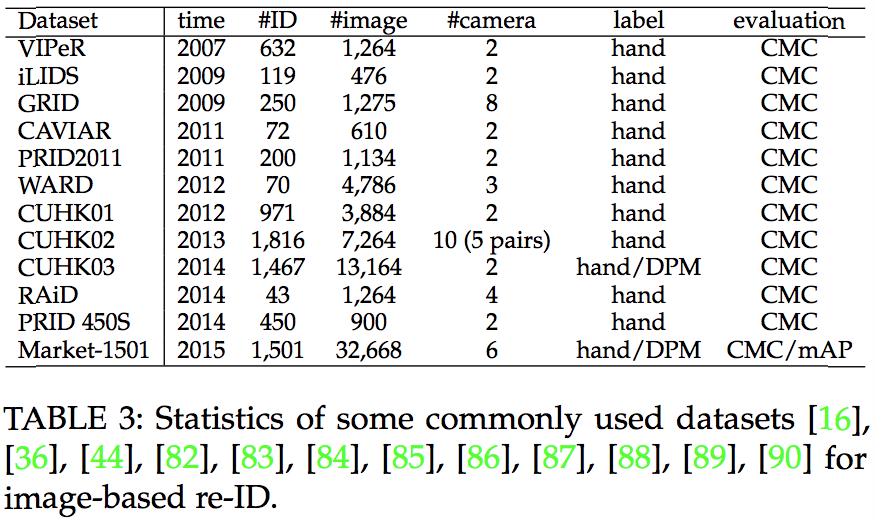 Dataset time #ID #image #camera label evaluation
VIPeR 2007 632 1,264 2 hand CMC
iLIDS 2009 119 476 2 hand CMC
GRID 2009 250 1,275 8 hand CMC
CAVIAR 2011 72 610 2 hand CMC
PRID2011 2011 200 1,134 2 hand CMC
WARD 2012 70 4,786 3 hand CMC
CUHK01 2012 971 3,884 2 hand CMC
CUHK02 2013 1,816 7,264 10 (5 pairs) hand CMC
CUHK03 2014 1,467 13,164 2 hand/DPM CMC
RAiD 2014 43 1,264 4 hand CMC
PRID 450S 2014 450 900 2 hand CMC
Market-1501 2015 1,501 32,668 6 hand/DPM CMC/mAP
TABLE 3: Statistics of some commonly used datasets [16],
[36], [44], [82], [83], [84], [85], [86], [87], [88], [89], [90] for
image-based re-ID.